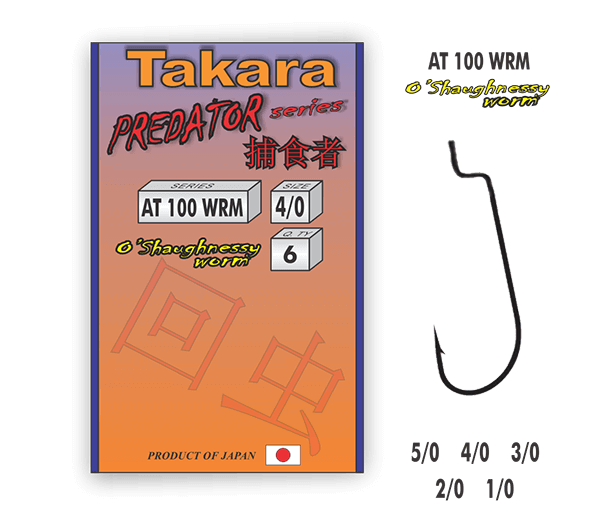 Takara
PREDATOR series
捕食者
SERIES
AT 100 WRM
SIZE
4/0
O'Shaughnessy
worm
Q.TY
6
回虫
PRODUCT OF JAPAN
AT 100 WRM
O'Shaughnessy
worm
5/0 4/0 3/0
2/0 1/0